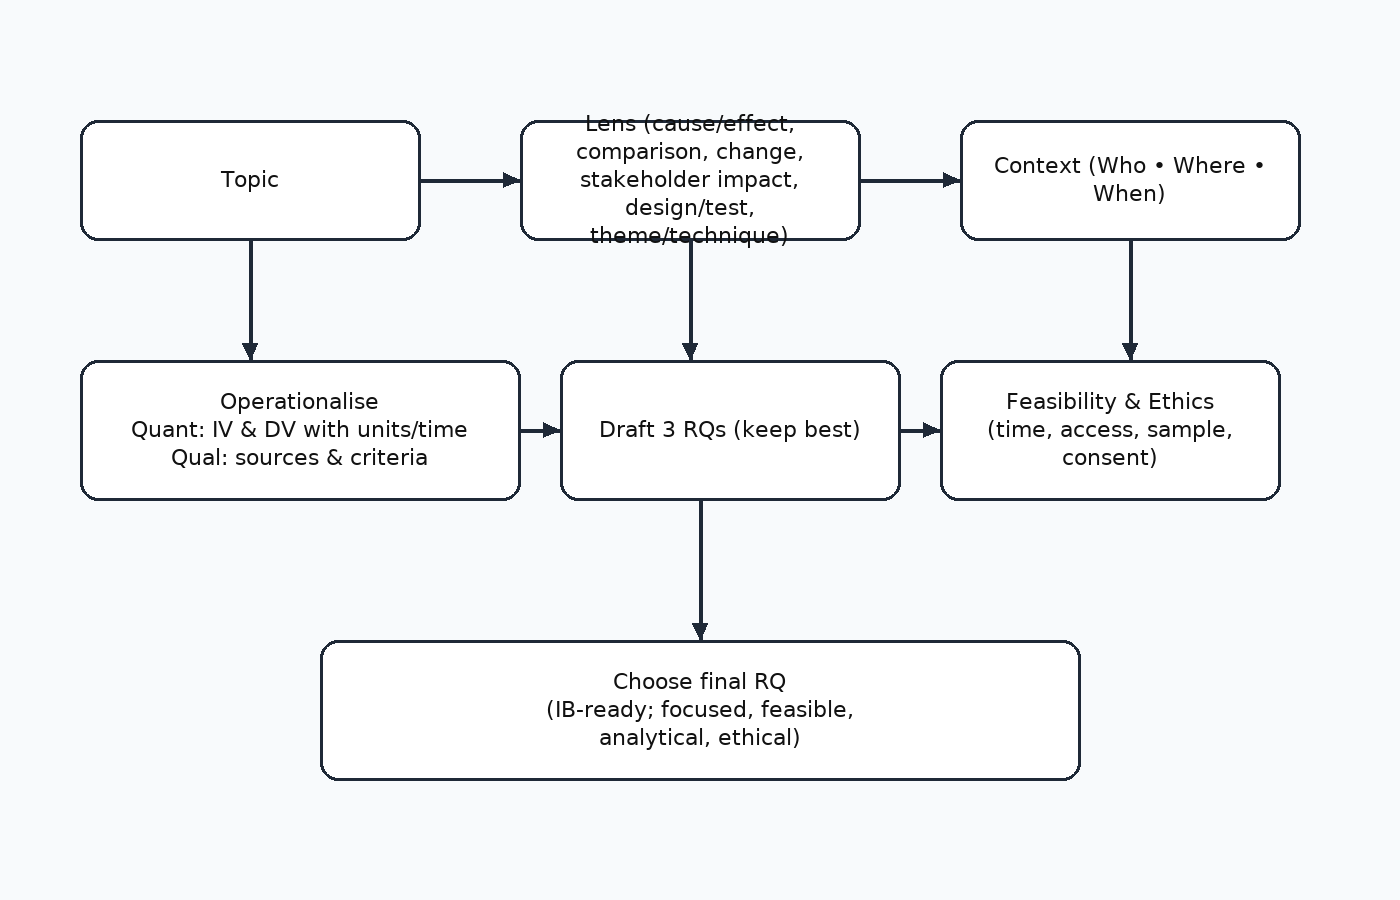 Topic
Lens (cause/effect,
comparison, change,
stakeholder impact,
design/test,
theme/technique)
Context (Who • Where •
When)
Operationalise
Quant: IV & DV with units/time
Qual: sources & criteria
Draft 3 RQs (keep best)
Feasibility & Ethics
(time, access, sample,
consent)
Choose final RQ
(IB-ready; focused, feasible,
analytical, ethical)